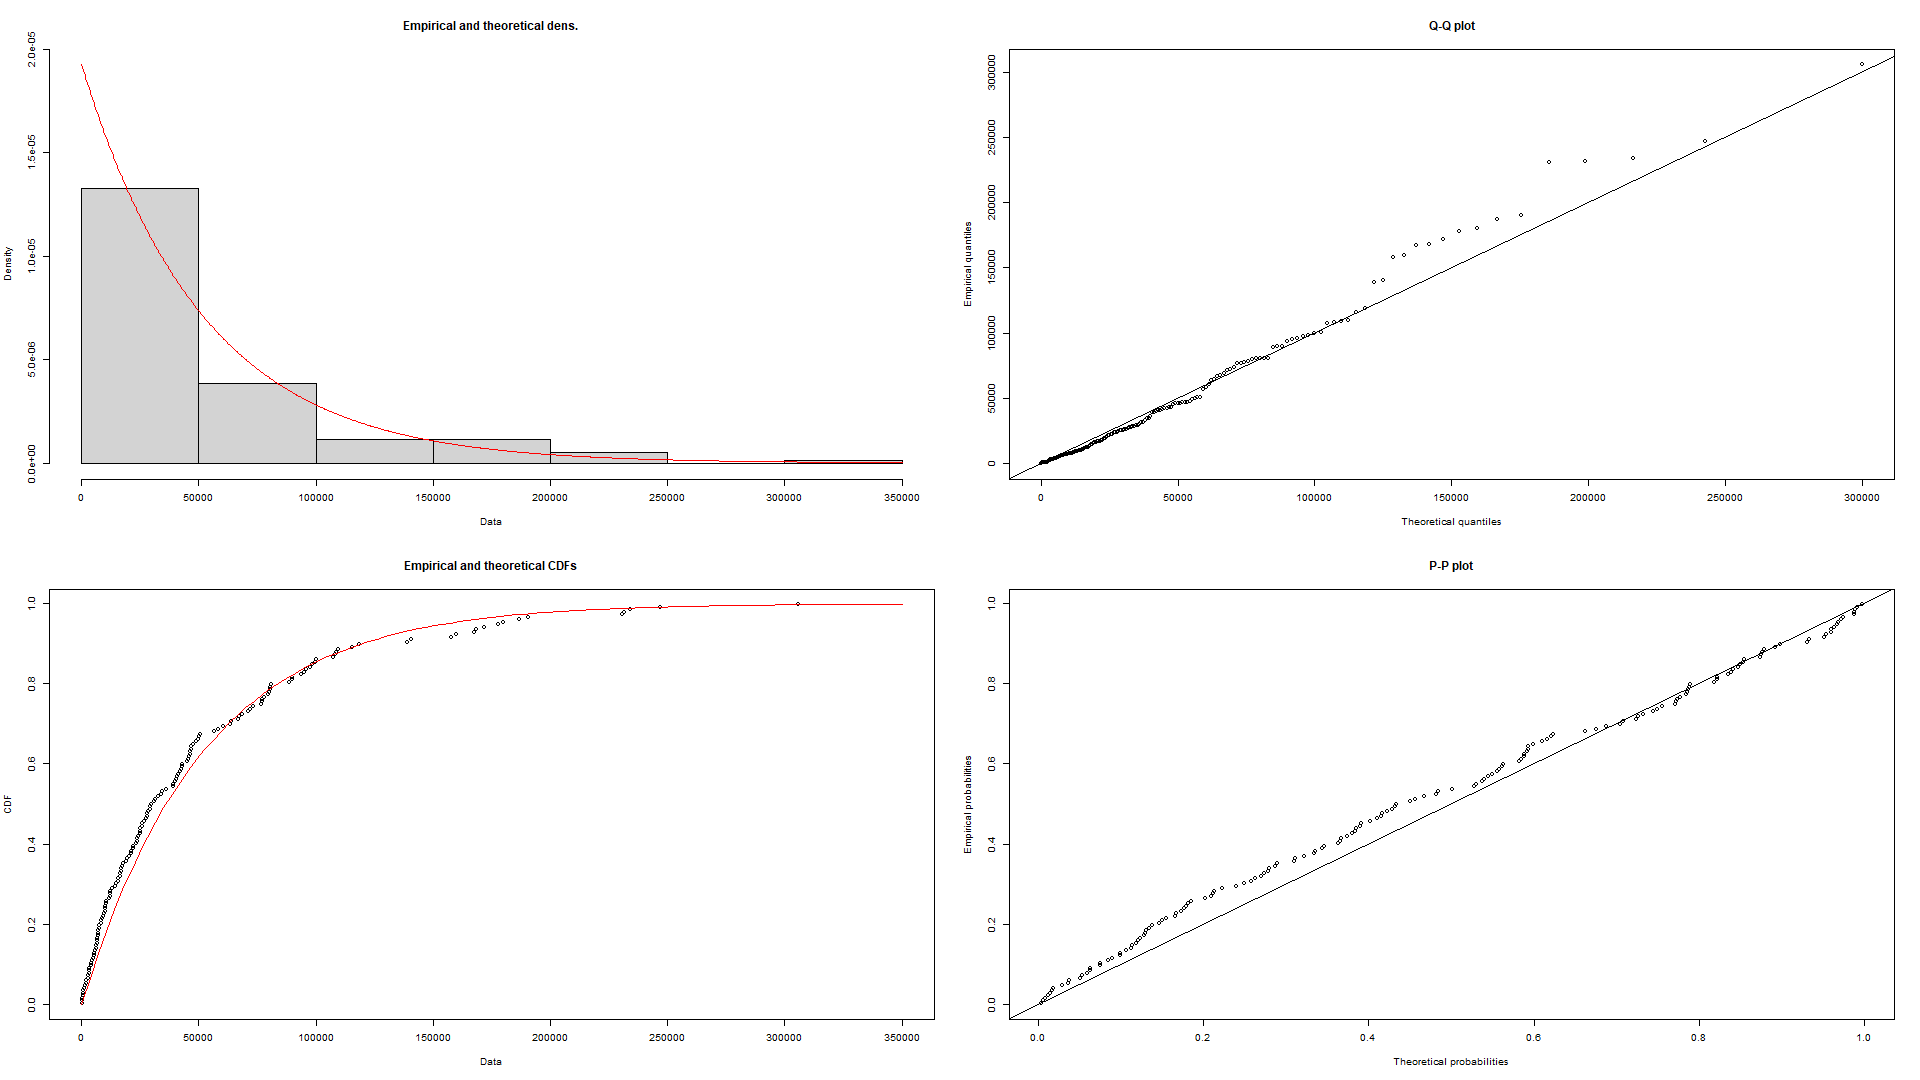 Empirical and theoretical dens.
Density
0.0e+00 5.0e-06 1.0e-05 1.5e-05 2.0e-05
0 50000 100000 150000 200000 250000 300000 350000
Data
Q-Q plot
Empirical quantiles
0 50000 100000 150000 200000 250000 300000
0 50000 100000 150000 200000 250000 300000
Theoretical quantiles
Empirical and theoretical CDFs
CDF
0.0 0.2 0.4 0.6 0.8 1.0
0 50000 100000 150000 200000 250000 300000 350000
Data
P-P plot
Empirical probabilities
0.0 0.2 0.4 0.6 0.8 1.0
0.0 0.2 0.4 0.6 0.8 1.0
Theoretical probabilities